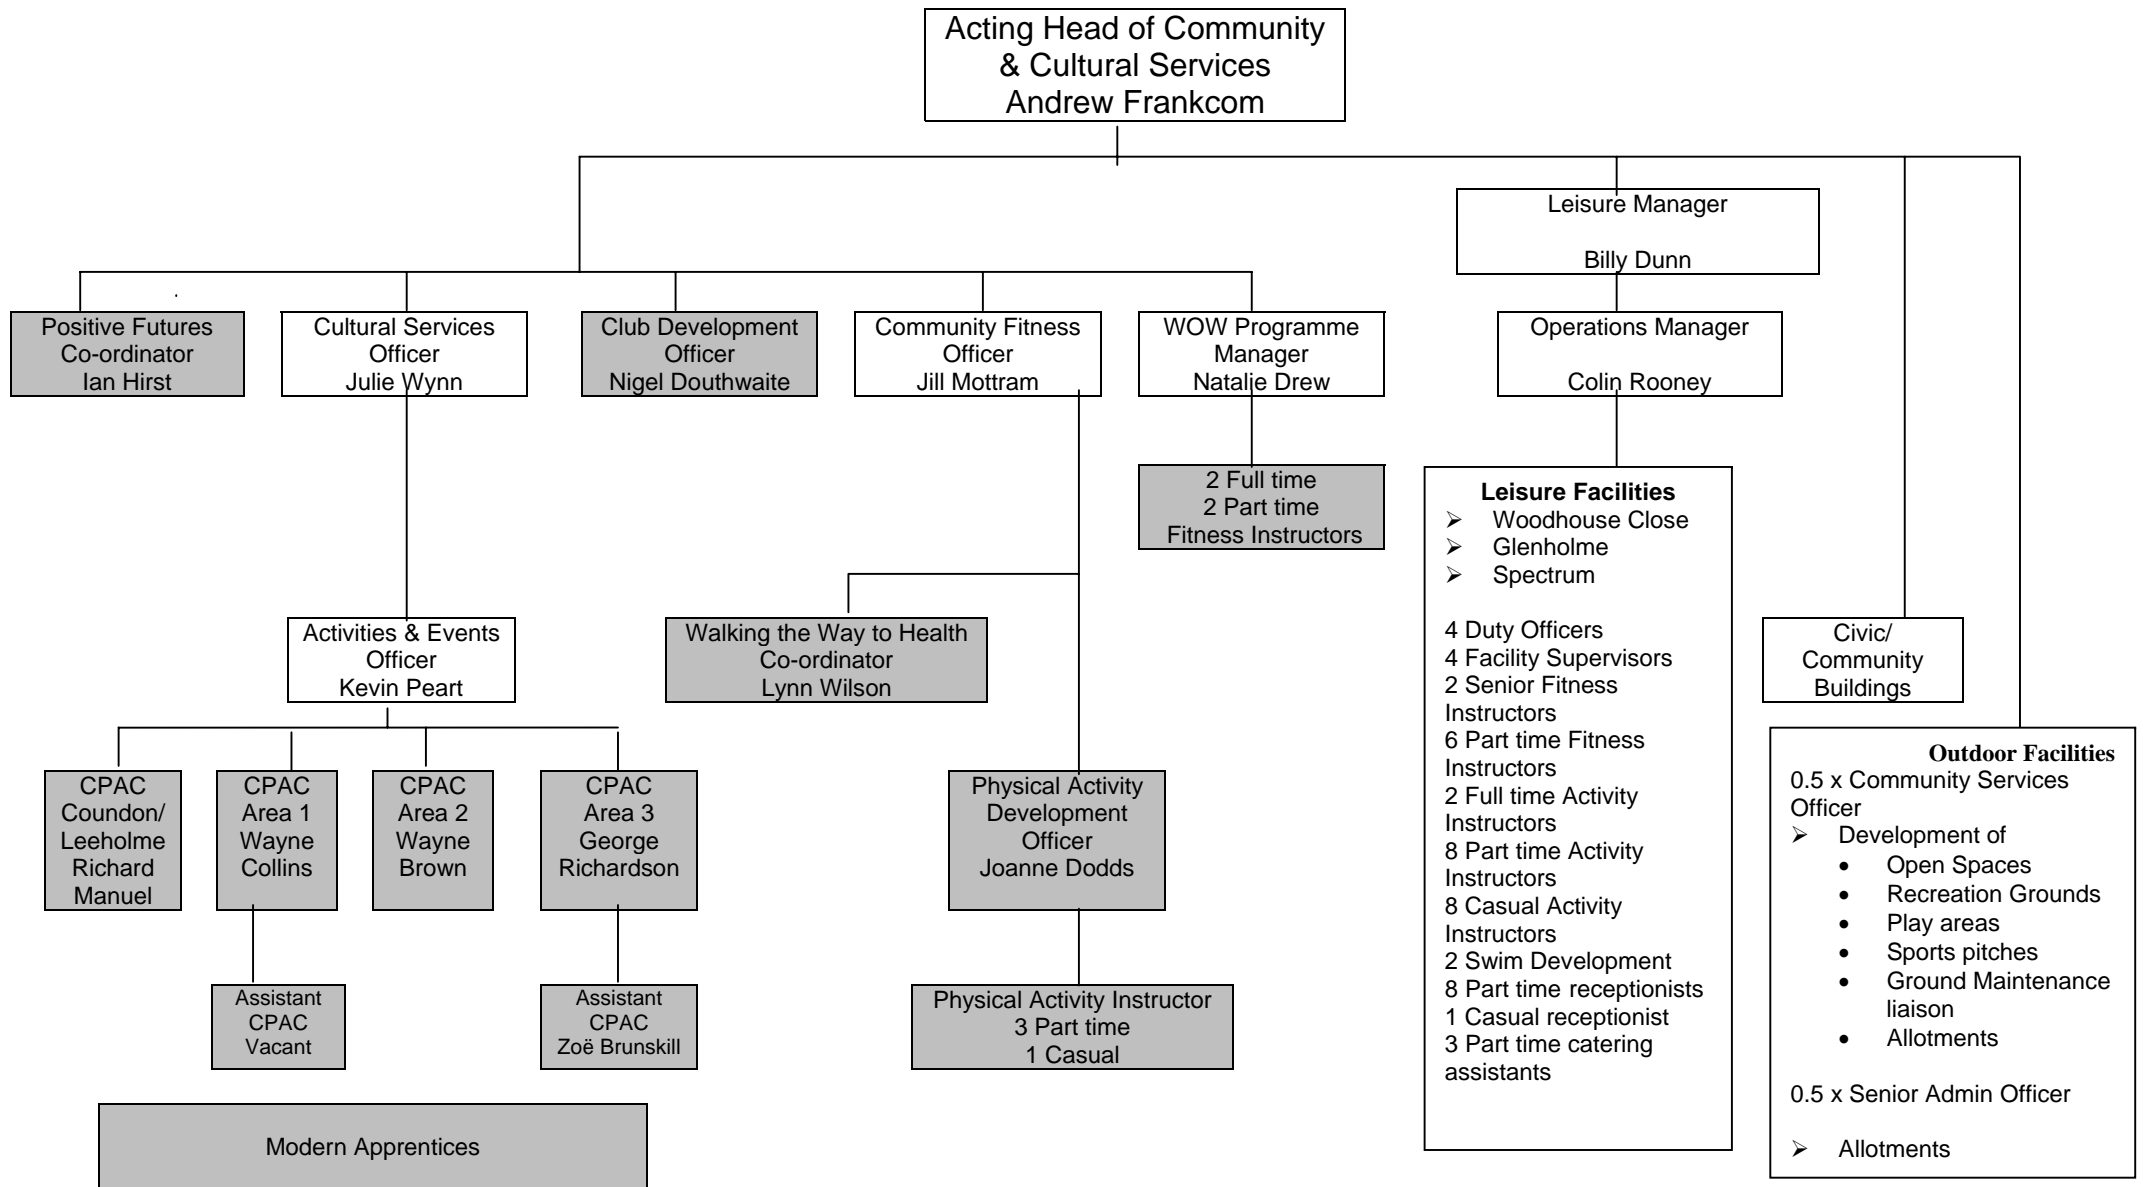 Acting Head of Community
& Cultural Services
Andrew Frankcom
Leisure Manager
Billy Dunn
Positive Futures
Co-ordinator
Ian Hirst
Cultural Services
Officer
Julie Wynn
Club Development
Officer
Nigel Douthwaite
Community Fitness
Officer
Jill Mottram
WOW Programme
Manager
Natalie Drew
Operations Manager
Colin Rooney
2 Full time
2 Part time
Fitness Instructors
Leisure Facilities
➢ Woodhouse Close
➢ Glenholme
➢ Spectrum
4 Duty Officers
4 Facility Supervisors
2 Senior Fitness
Instructors
6 Part time Fitness
Instructors
2 Full time Activity
Instructors
8 Part time Activity
Instructors
8 Casual Activity
Instructors
2 Swim Development
8 Part time receptionists
1 Casual receptionist
3 Part time catering
assistants
Activities & Events
Officer
Kevin Peart
Walking the Way to Health
Co-ordinator
Lynn Wilson
Civic/
Community
Buildings
CPAC
Coundon/
Leeholme
Richard
Manuel
CPAC
Area 1
Wayne
Collins
CPAC
Area 2
Wayne
Brown
CPAC
Area 3
George
Richardson
Physical Activity
Development
Officer
Joanne Dodds
Outdoor Facilities
0.5 x Community Services
Officer
➢ Development of
• Open Spaces
• Recreation Grounds
• Play areas
• Sports pitches
• Ground Maintenance
liaison
• Allotments
0.5 x Senior Admin Officer
➢ Allotments
Assistant
CPAC
Vacant
Assistant
CPAC
Zoë Brunskill
Physical Activity Instructor
3 Part time
1 Casual
Modern Apprentices